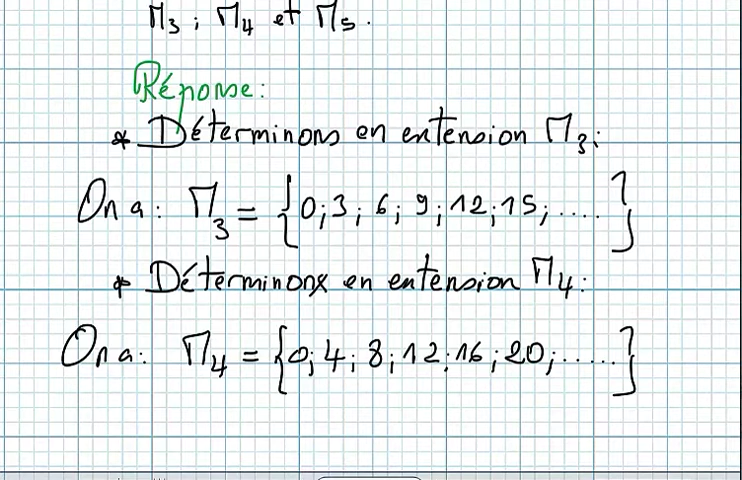 M₃ ; M₄ et M₅.
Réponse:
* Déterminons en extension M₃:
On a: M₃ = {0; 3; 6; 9; 12; 15; ....}
* Déterminonx en extension M₄:
On a: M₄ = {0; 4; 8; 12; 16; 20; .....}